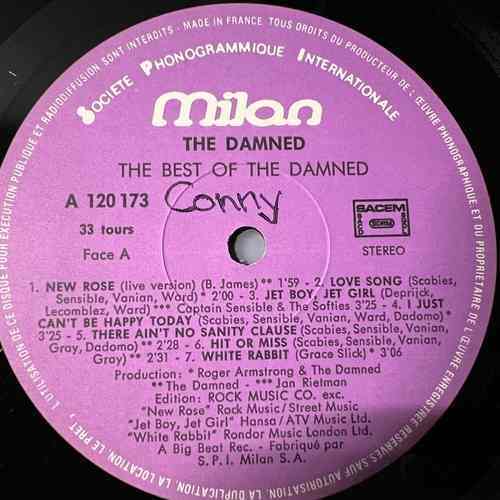 MADE IN FRANCE. TOUS DROITS DU PRODUCTEUR DE L'ŒUVRE PHONOGRAPHIQUE ET DU PROPRIETAIRE DE L'ŒUVRE ENREGISTREE RESERVES SAUF AUTORISATION, LA DUPLICATION, LA LOCATION, LE PRET, L'UTILISATION DE CE DISQUE POUR EXECUTION PUBLIQUE ET RADIODIFFUSION SONT INTERDITS -
SOCIETE PHONOGRAMMIQUE INTERNATIONALE
milan
THE DAMNED
THE BEST OF THE DAMNED
A 120 173 Conny
SACEM
33 tours
Face A
STEREO
1. NEW ROSE (live version) (B. James)** 1'59 - 2. LOVE SONG (Scabies,
Sensible, Vanian, Ward)* 2'00 - 3. JET BOY, JET GIRL (Deprijck,
Lecomblez, Ward) *** Captain Sensible & The Softies 3'25 - 4. I JUST
CAN'T BE HAPPY TODAY (Scabies, Sensible, Vanian, Ward, Dadomo)*
3'25 - 5. THERE AIN'T NO SANITY CLAUSE (Scabies, Sensible, Vanian,
Gray, Dadomo)** 2'28 - 6. HIT OR MISS (Scabies, Sensible, Vanian,
Gray)** 2'31 - 7. WHITE RABBIT (Grace Slick)* 3'06
Production: * Roger Armstrong & The Damned
**The Damned - *** Jan Rietman
Edition: ROCK MUSIC CO. exc.
"New Rose" Rock Music/Street Music
"Jet Boy, Jet Girl" Hansa/ATV Music Ltd.
"White Rabbit" Rondor Music London Ltd.
A Big Beat Rec. - Fabriqué par
S.P.I. Milan S.A.